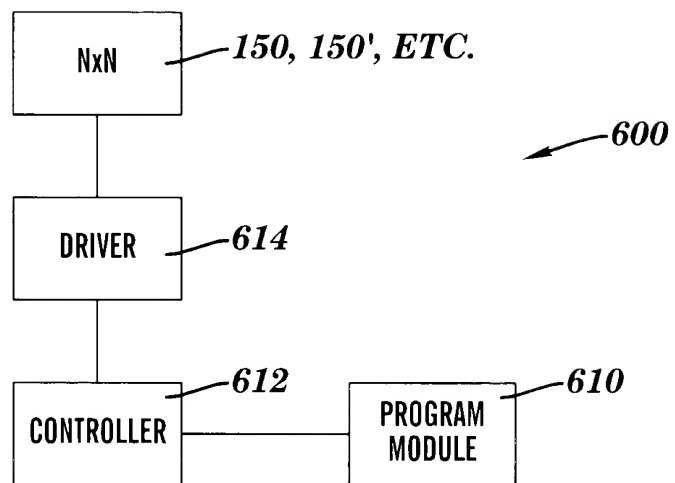 NxN
150, 150', ETC.
600
DRIVER
614
612
610
CONTROLLER
PROGRAM
MODULE